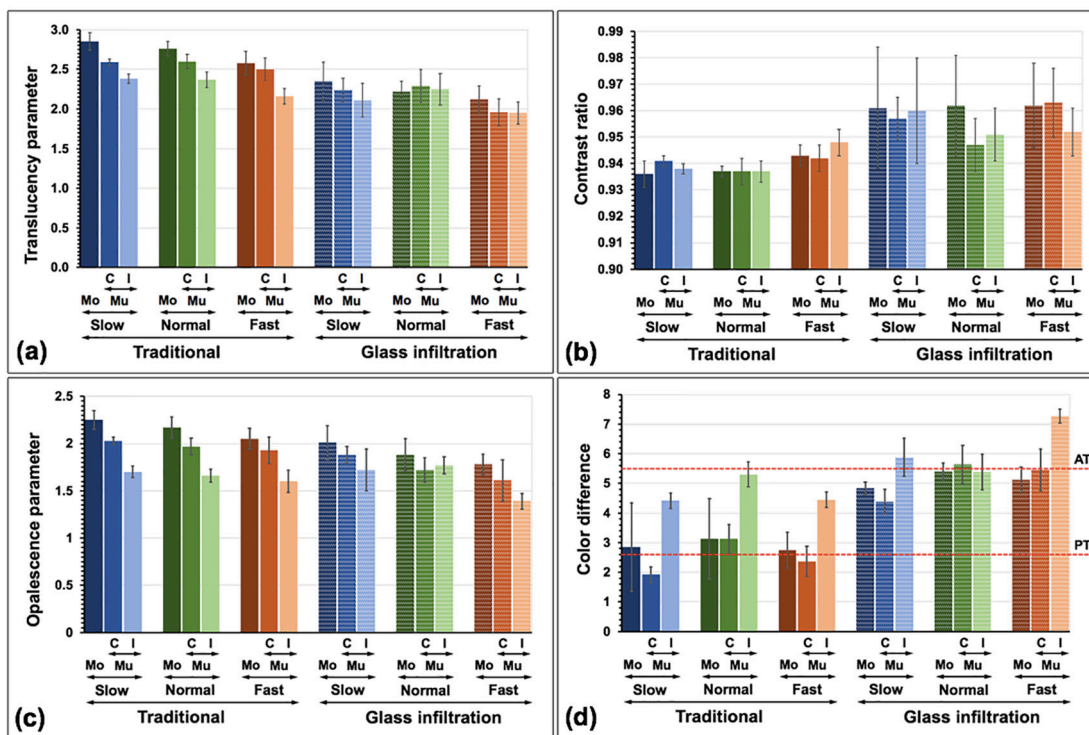 Translucency parameter
3.0
2.5
2.0
1.5
1.0
0.5
0.0
C I C I C I C I C I C I
Mo Mu Mo Mu Mo Mu Mo Mu Mo Mu Mo Mu
Slow Normal Fast Slow Normal Fast
Traditional Glass infiltration
(a)
Contrast ratio
0.99
0.98
0.97
0.96
0.95
0.94
0.93
0.92
0.91
0.90
C I C I C I C I C I C I
Mo Mu Mo Mu Mo Mu Mo Mu Mo Mu Mo Mu
Slow Normal Fast Slow Normal Fast
Traditional Glass infiltration
(b)
Opalescence parameter
2.5
2
1.5
1
0.5
0
C I C I C I C I C I C I
Mo Mu Mo Mu Mo Mu Mo Mu Mo Mu Mo Mu
Slow Normal Fast Slow Normal Fast
Traditional Glass infiltration
(c)
Color difference
8
7
6
5
4
3
2
1
0
AT
PT
C I C I C I C I C I C I
Mo Mu Mo Mu Mo Mu Mo Mu Mo Mu Mo Mu
Slow Normal Fast Slow Normal Fast
Traditional Glass infiltration
(d)